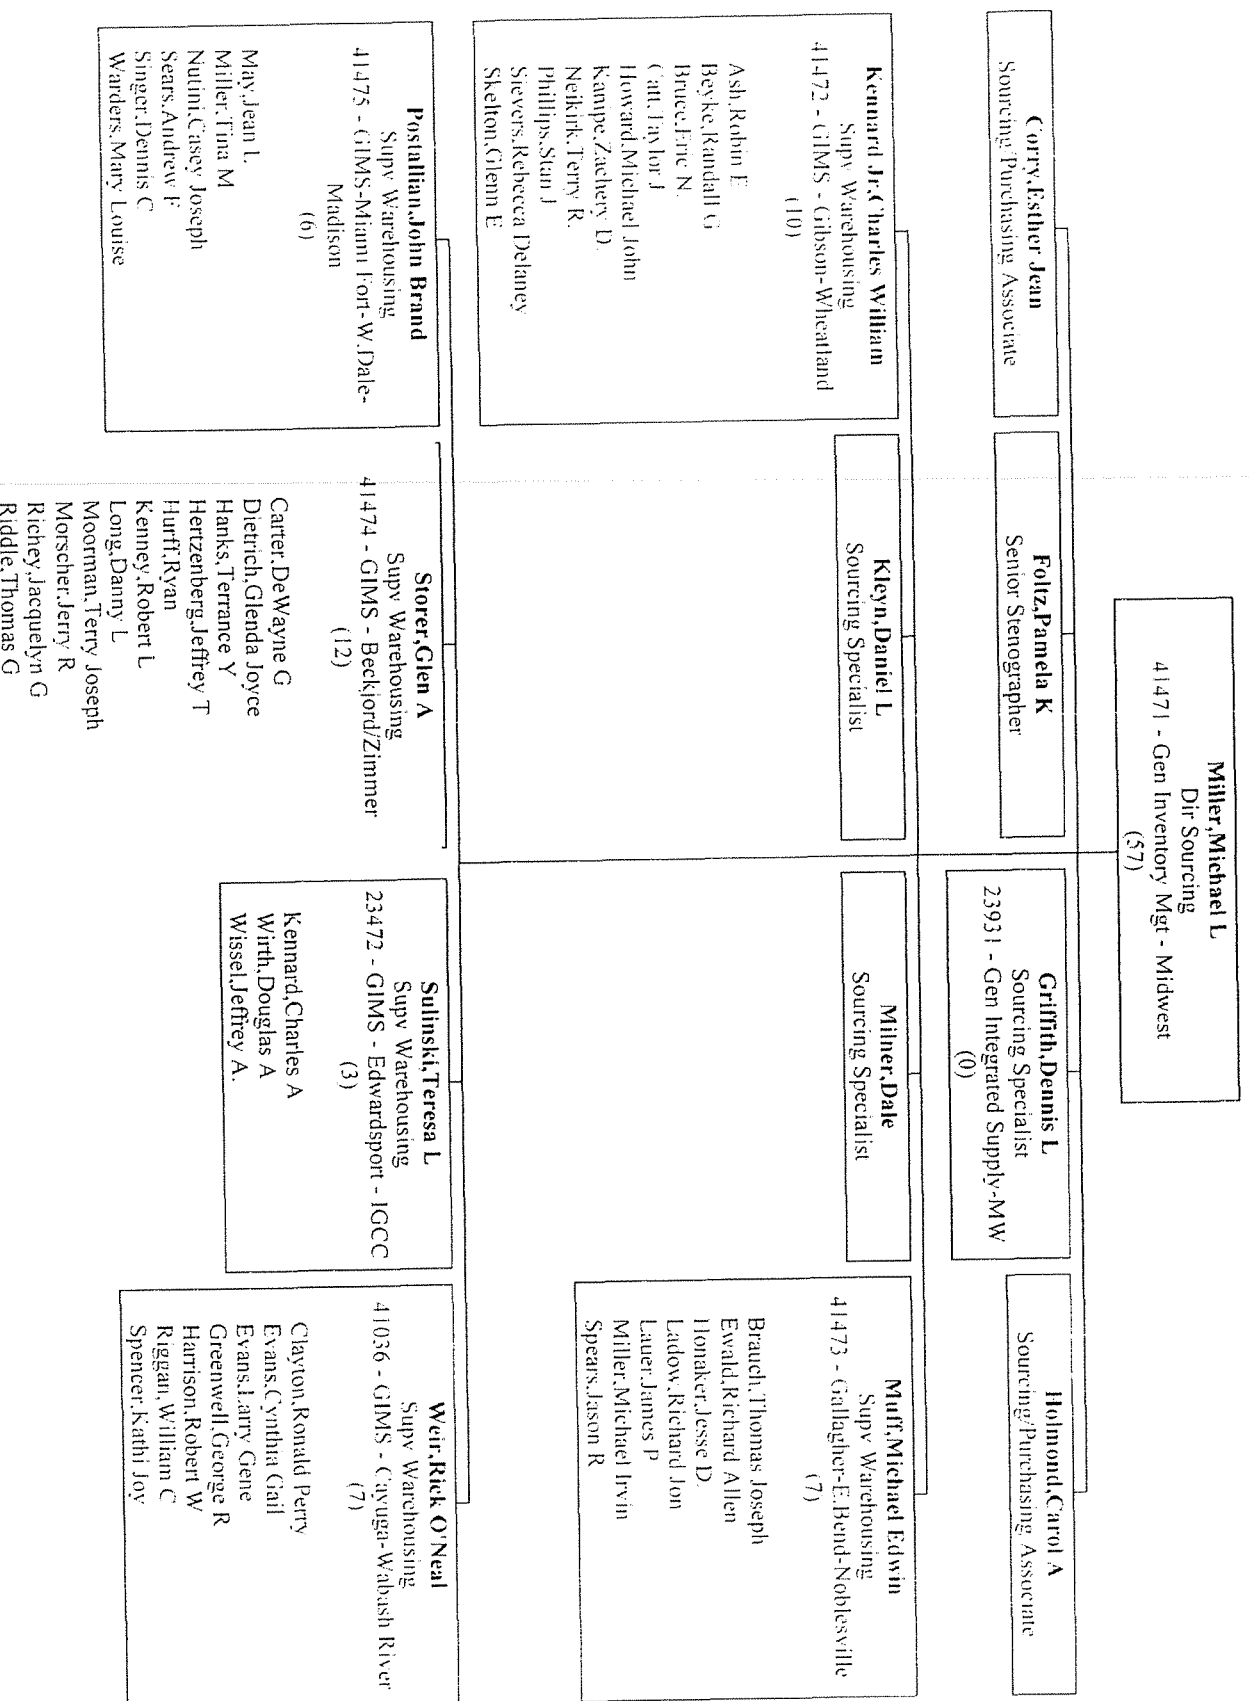 Miller,Michael L
Dir Sourcing
41471 - Gen Inventory Mgt - Midwest
(57)
Corry,Esther Jean
Sourcing/Purchasing Associate
Foltz,Pamela K
Senior Stenographer
Griffith,Dennis L
Sourcing Specialist
23931 - Gen Integrated Supply-MW
(0)
Holmond,Carol A
Sourcing/Purchasing Associate
Kennard Jr,Charles William
Supv Warehousing
41472 - GIMS - Gibson-Wheatland
(10)
Ash,Robin E
Beyke,Randall G
Bruce,Eric N.
Catt,Taylor J
Howard,Michael John
Kampe,Zachery D.
Neikirk,Terry R.
Phillips,Stan J
Sievers,Rebecca Delaney
Skelton,Glenn E
Kleyn,Daniel L
Sourcing Specialist
Milner,Dale
Sourcing Specialist
Muff,Michael Edwin
Supv Warehousing
41473 - Gallagher-E.Bend-Noblesville
(7)
Brauch,Thomas Joseph
Ewald,Richard Allen
Honaker,Jesse D.
Ladow,Richard Jon
Lauer,James P
Miller,Michael Irvin
Spears,Jason R
Postallian,John Brand
Supv Warehousing
41475 - GIMS-Miami Fort-W.Dale-
Madison
(6)
May,Jean L
Miller,Tina M
Nutini,Casey Joseph
Sears,Andrew F
Singer,Dennis C
Warders,Mary Louise
Storer,Glen A
Supv Warehousing
41474 - GIMS - Beckjord/Zimmer
(12)
Carter,DeWayne G
Dietrich,Glenda Joyce
Hanks,Terrance Y
Hertzenberg,Jeffrey T
Hurff,Ryan
Kenney,Robert L
Long,Danny L
Moorman,Terry Joseph
Morscher,Jerry R
Richey,Jacquelyn G
Riddle,Thomas G
Sulinski,Teresa L
Supv Warehousing
23472 - GIMS - Edwardsport - IGCC
(3)
Kennard,Charles A
Wirth,Douglas A
Wissel,Jeffrey A.
Weir,Rick O'Neal
Supv Warehousing
41036 - GIMS - Cayuga-Wabash River
(7)
Clayton,Ronald Perry
Evans,Cynthia Gail
Evans,Larry Gene
Greenwell,George R
Harrison,Robert W
Riggan,William C
Spencer,Kathi Joy